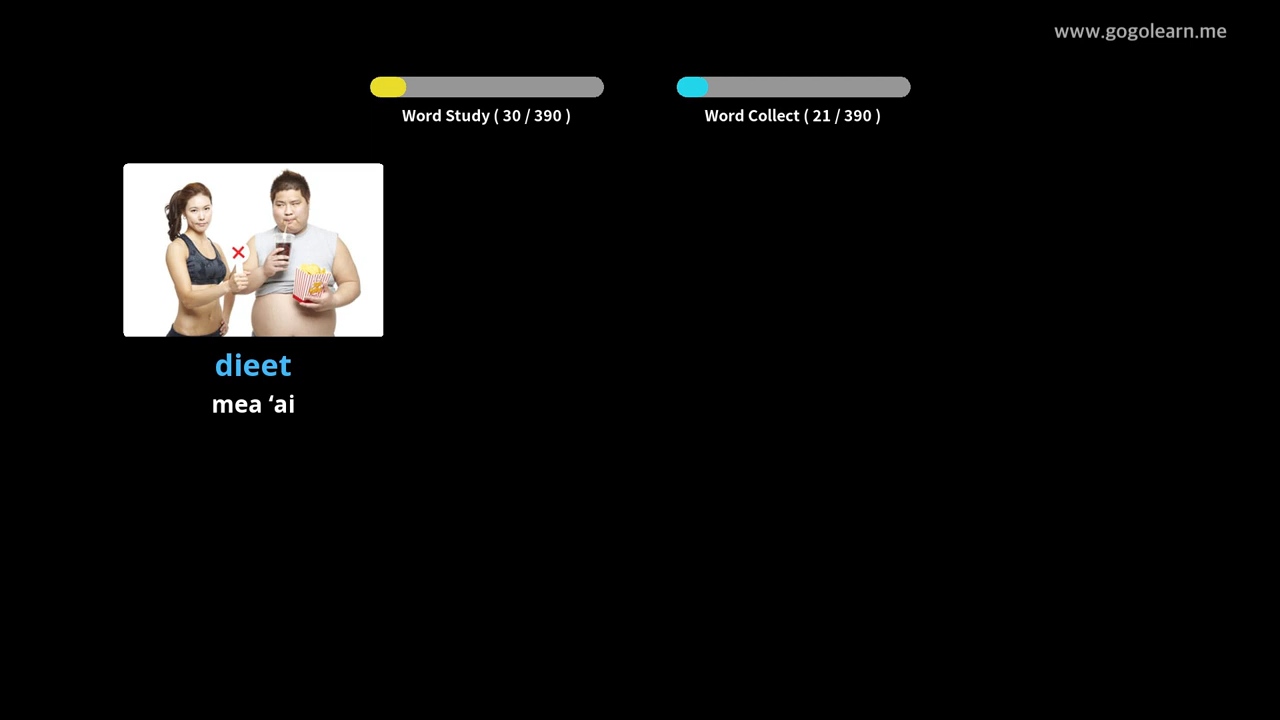 www.gogolearn.me
Word Study ( 30 / 390 )
Word Collect ( 21 / 390 )
dieet
mea ‘ai